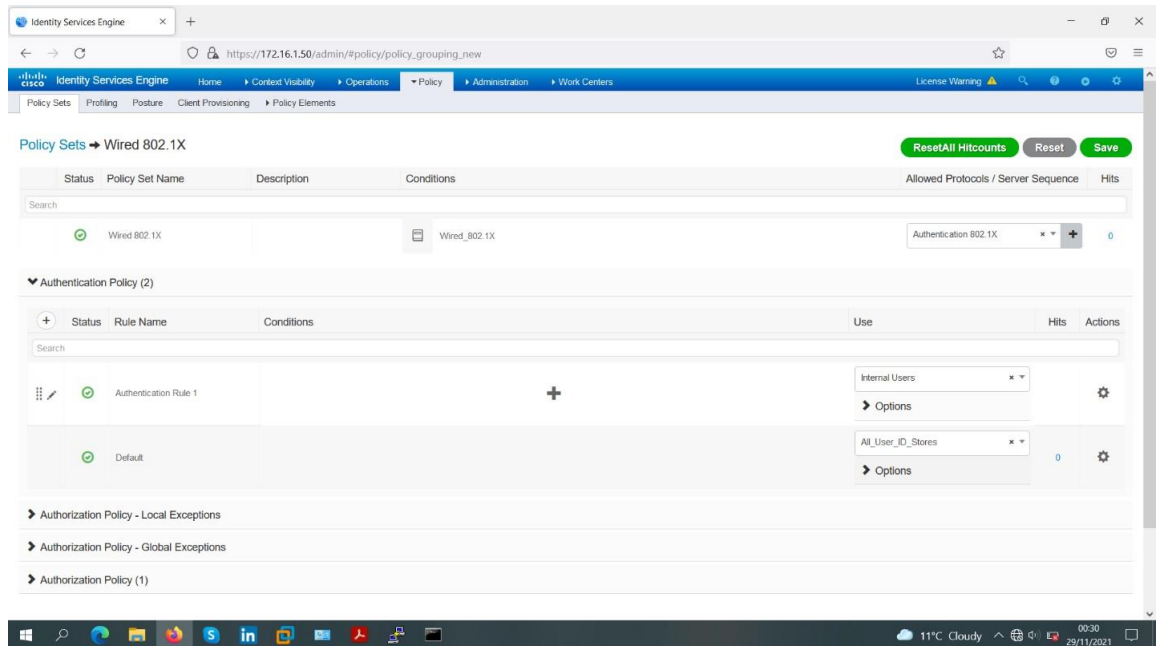 Identity Services Engine
https://172.16.1.50/admin/#policy/policy_grouping_new
CISCO Identity Services Engine Home Context Visibility Operations Policy Administration Work Centers License Warning
Policy Sets Profiling Posture Client Provisioning Policy Elements
Policy Sets → Wired 802.1X ResetAll Hitcounts Reset Save
Status Policy Set Name Description Conditions Allowed Protocols / Server Sequence Hits
Search
Wired 802.1X Wired_802.1X Authentication 802.1X 0
Authentication Policy (2)
Status Rule Name Conditions Use Hits Actions
Search
Authentication Rule 1 Internal Users
Options
Default All_User_ID_Stores 0
Options
Authorization Policy - Local Exceptions
Authorization Policy - Global Exceptions
Authorization Policy (1)
11°C Cloudy 00:30
29/11/2021